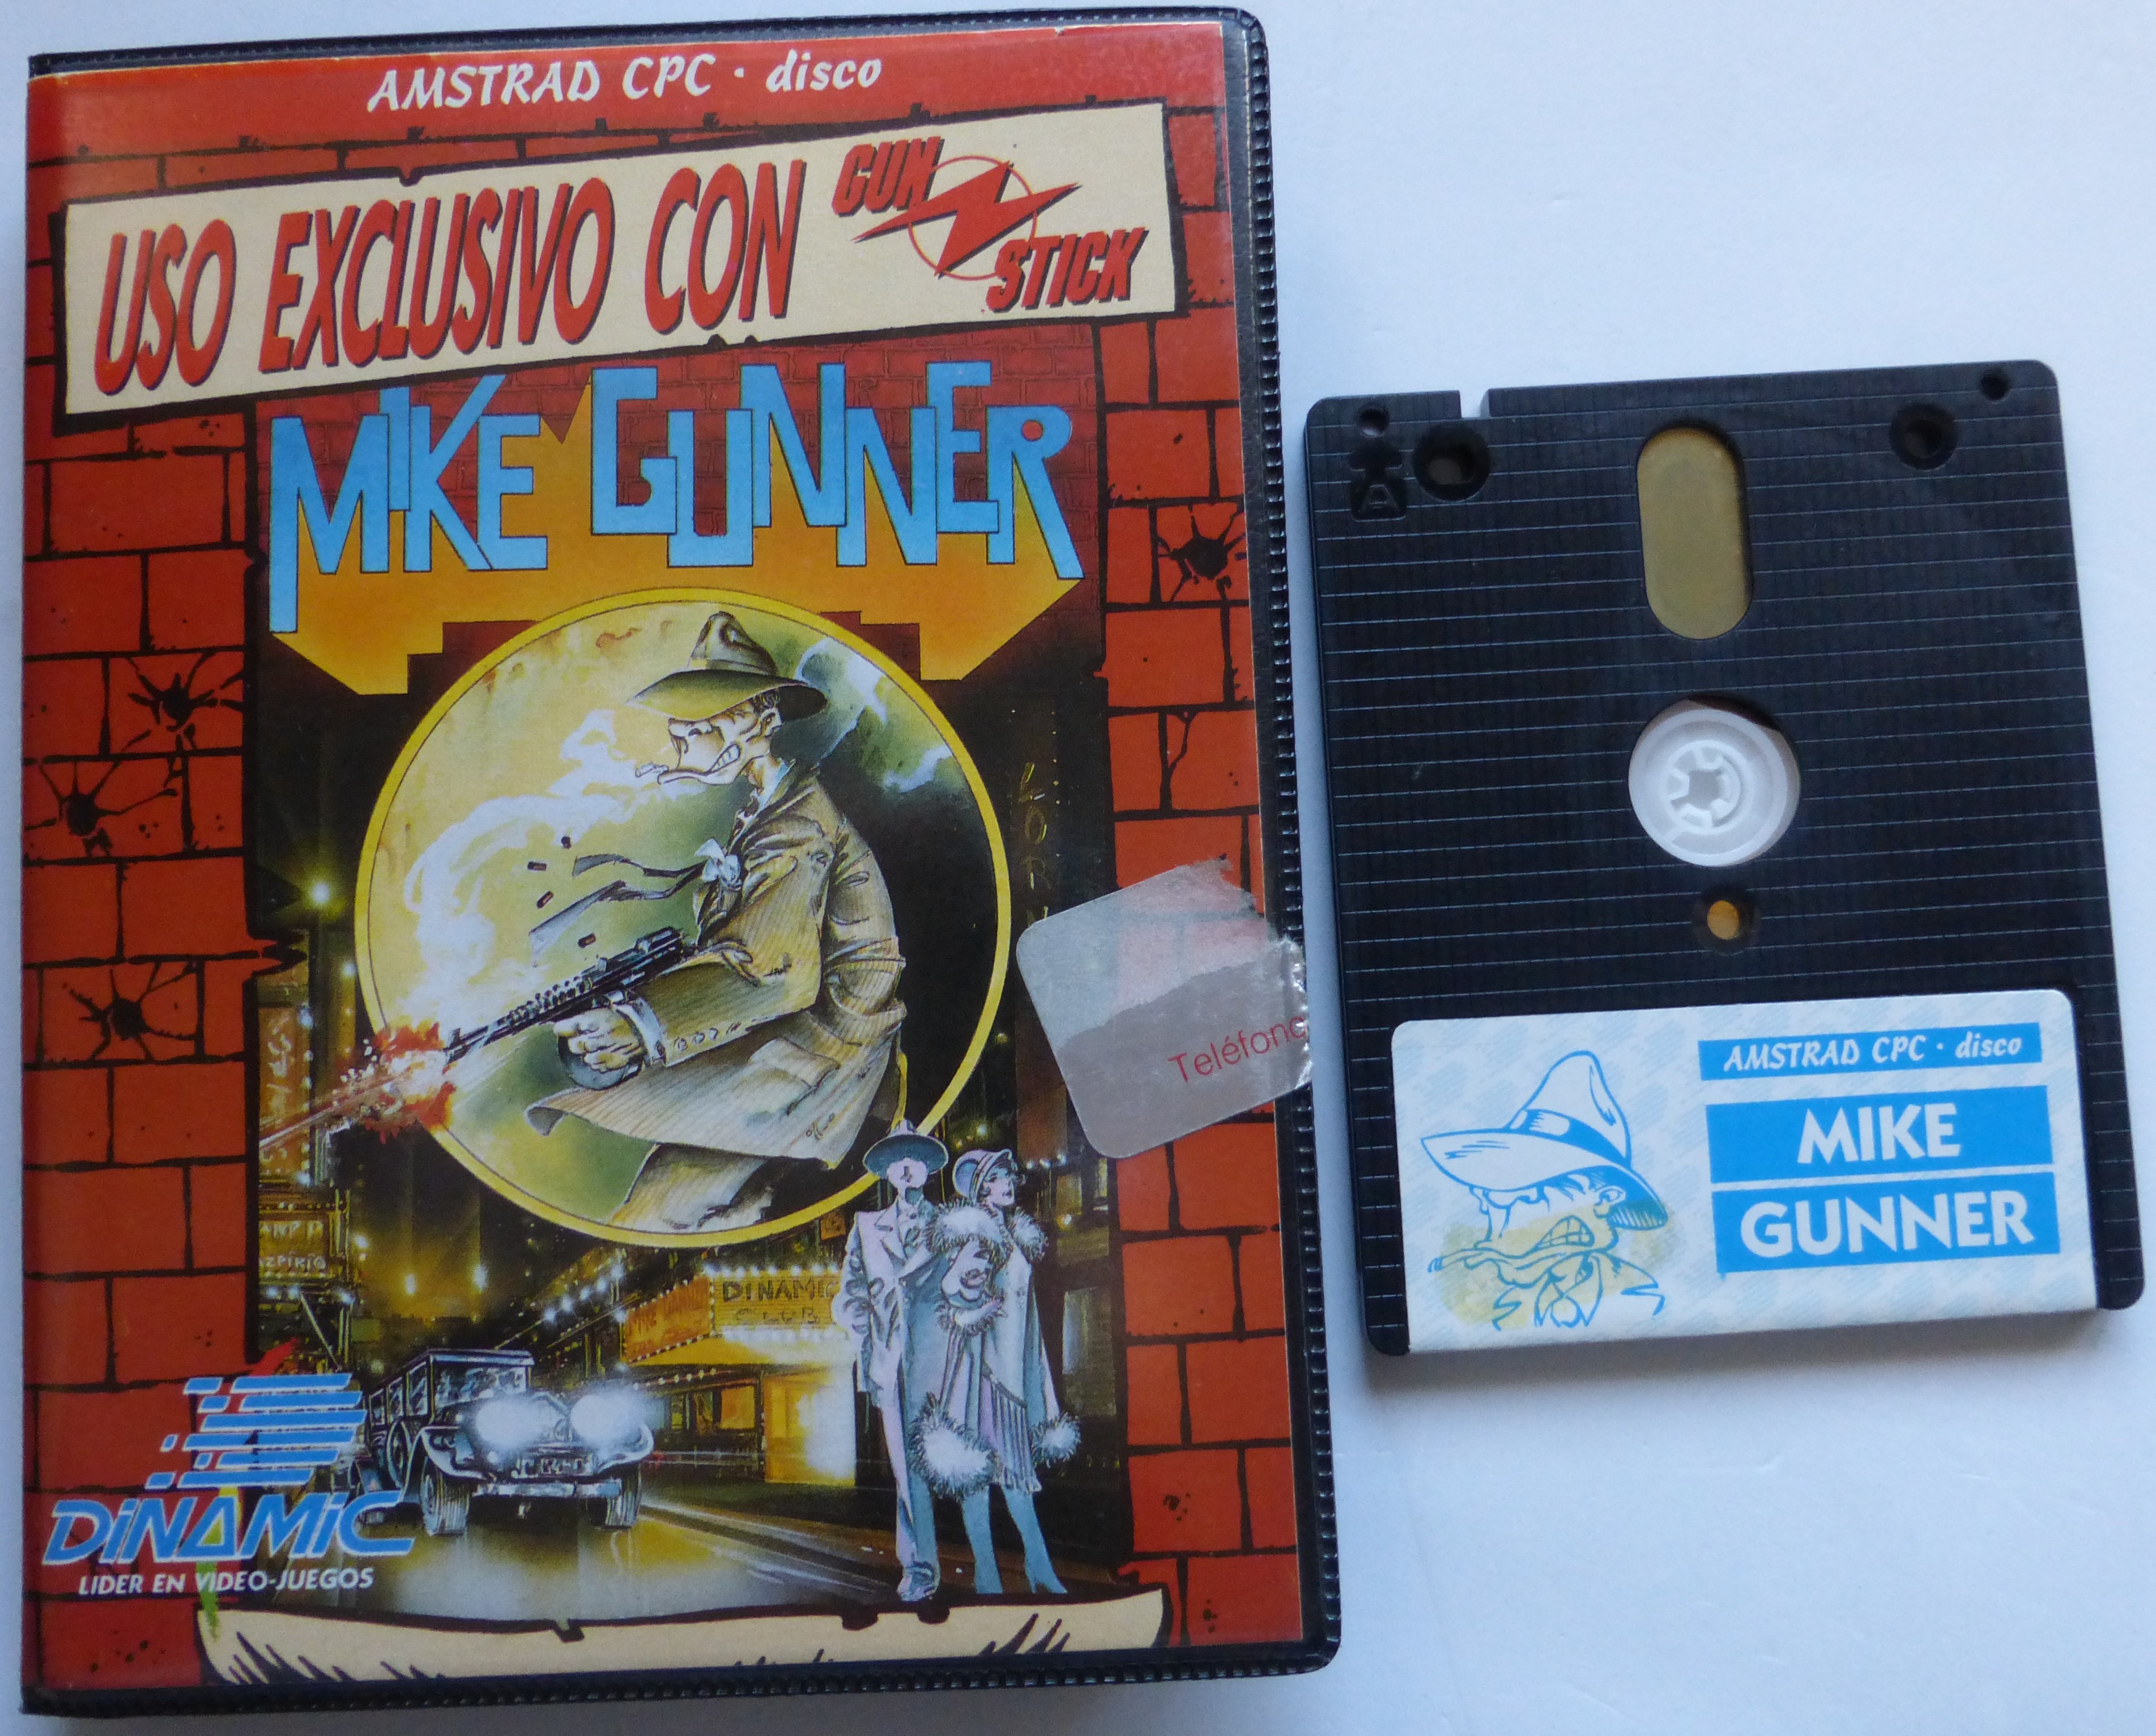 AMSTRAD CPC · disco
USO EXCLUSIVO CON GUN STICK
MIKE GUNNER
Teléfono
DINAMIC
CLUB
DINAMIC
LIDER EN VIDEO-JUEGOS
A
AMSTRAD CPC · disco
MIKE
GUNNER